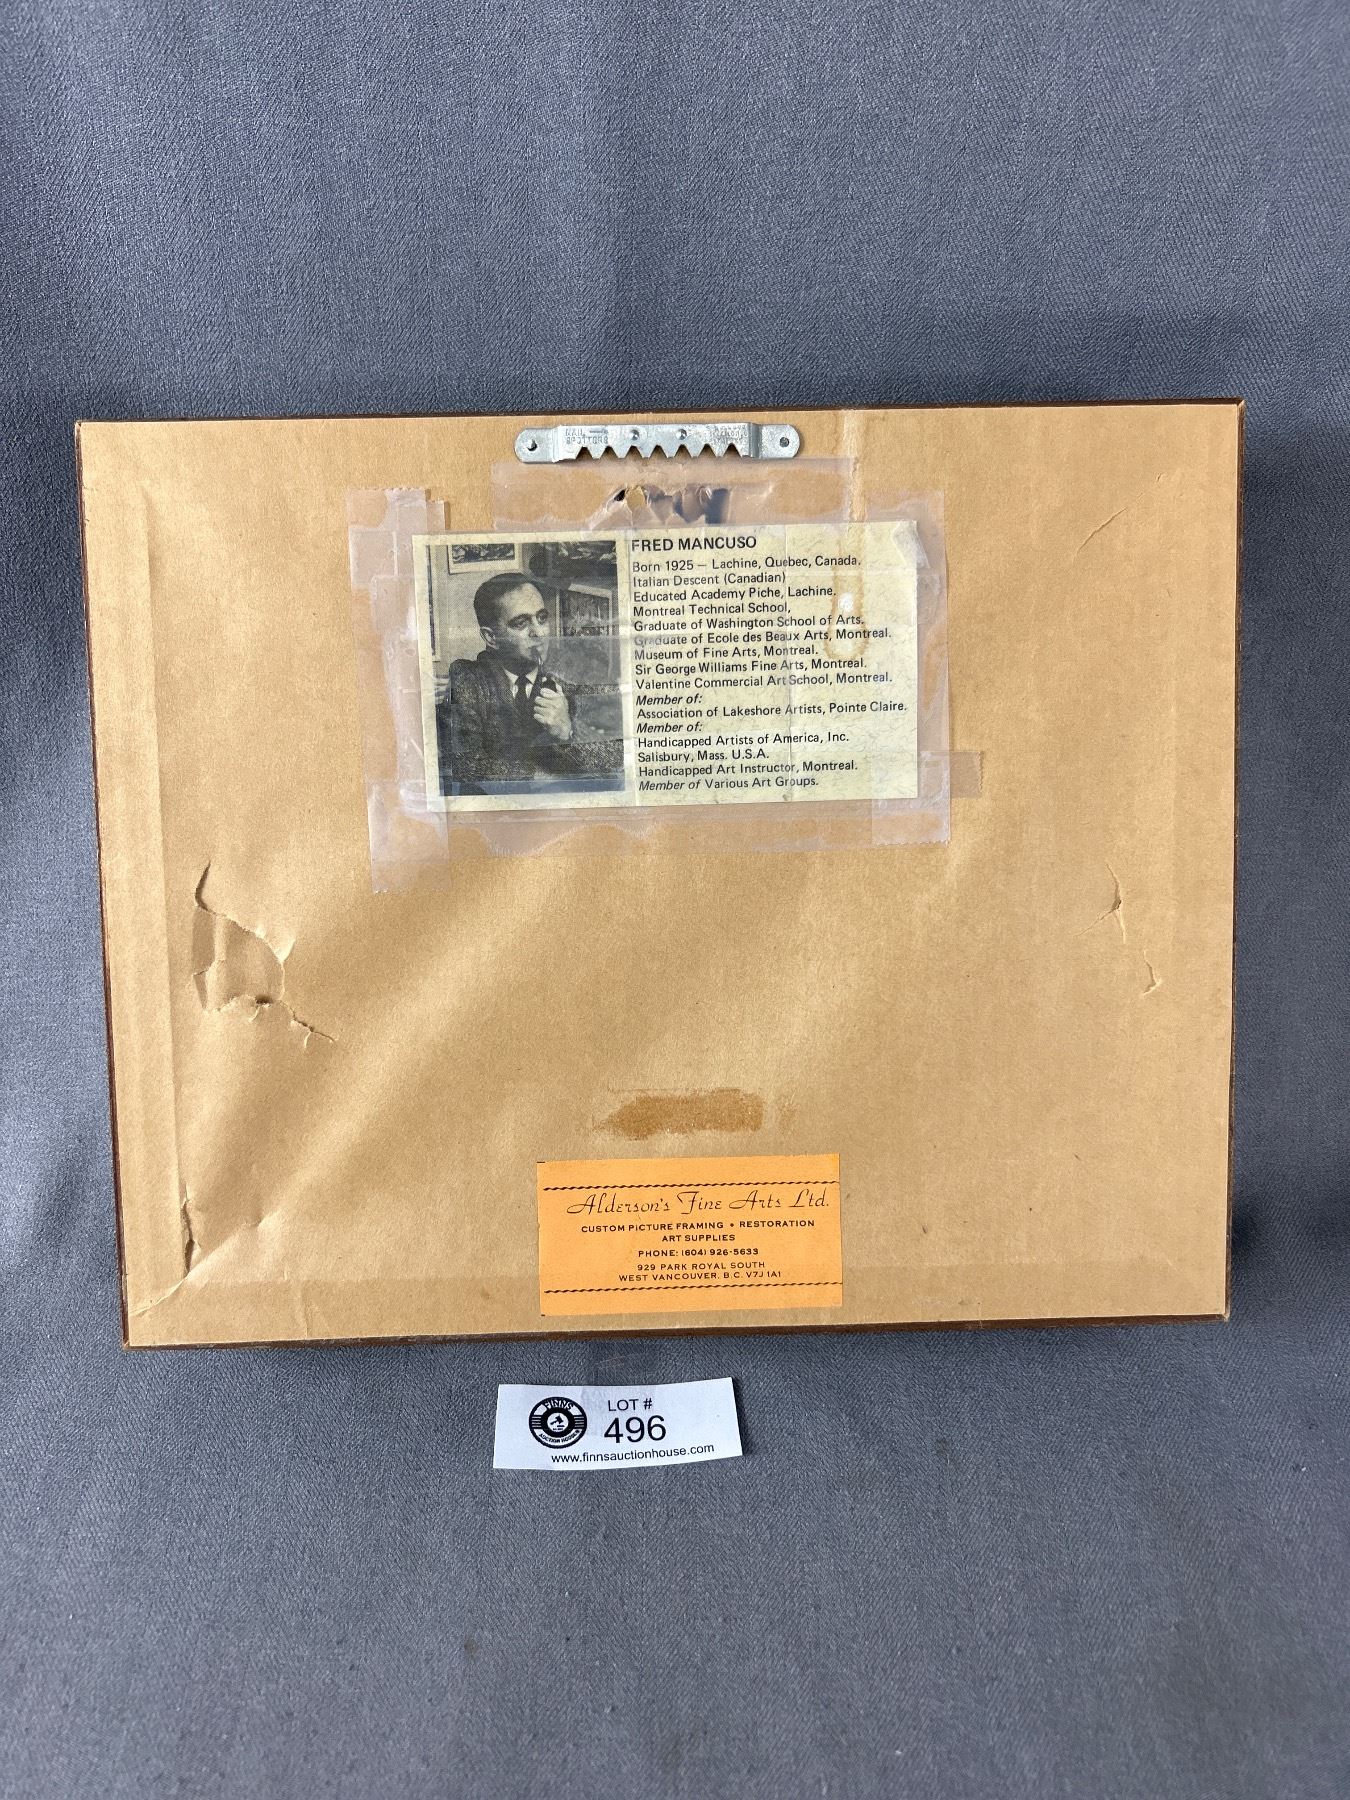 NAIL
SPOTTORS
FRED MANCUSO
Born 1925 — Lachine, Quebec, Canada.
Italian Descent (Canadian)
Educated Academy Piche, Lachine.
Montreal Technical School,
Graduate of Washington School of Arts.
Graduate of Ecole des Beaux Arts, Montreal.
Museum of Fine Arts, Montreal.
Sir George Williams Fine Arts, Montreal.
Valentine Commercial Art School, Montreal.
Member of:
Association of Lakeshore Artists, Pointe Claire.
Member of:
Handicapped Artists of America, Inc.
Salisbury, Mass. U.S.A.
Handicapped Art Instructor, Montreal.
Member of Various Art Groups.
Alderson's Fine Arts Ltd.
CUSTOM PICTURE FRAMING • RESTORATION
ART SUPPLIES
PHONE: (604) 926-5633
929 PARK ROYAL SOUTH
WEST VANCOUVER, B.C. V7J 1A1
FINNS
AUCTION HOUSE
LOT #
496
www.finnsauctionhouse.com